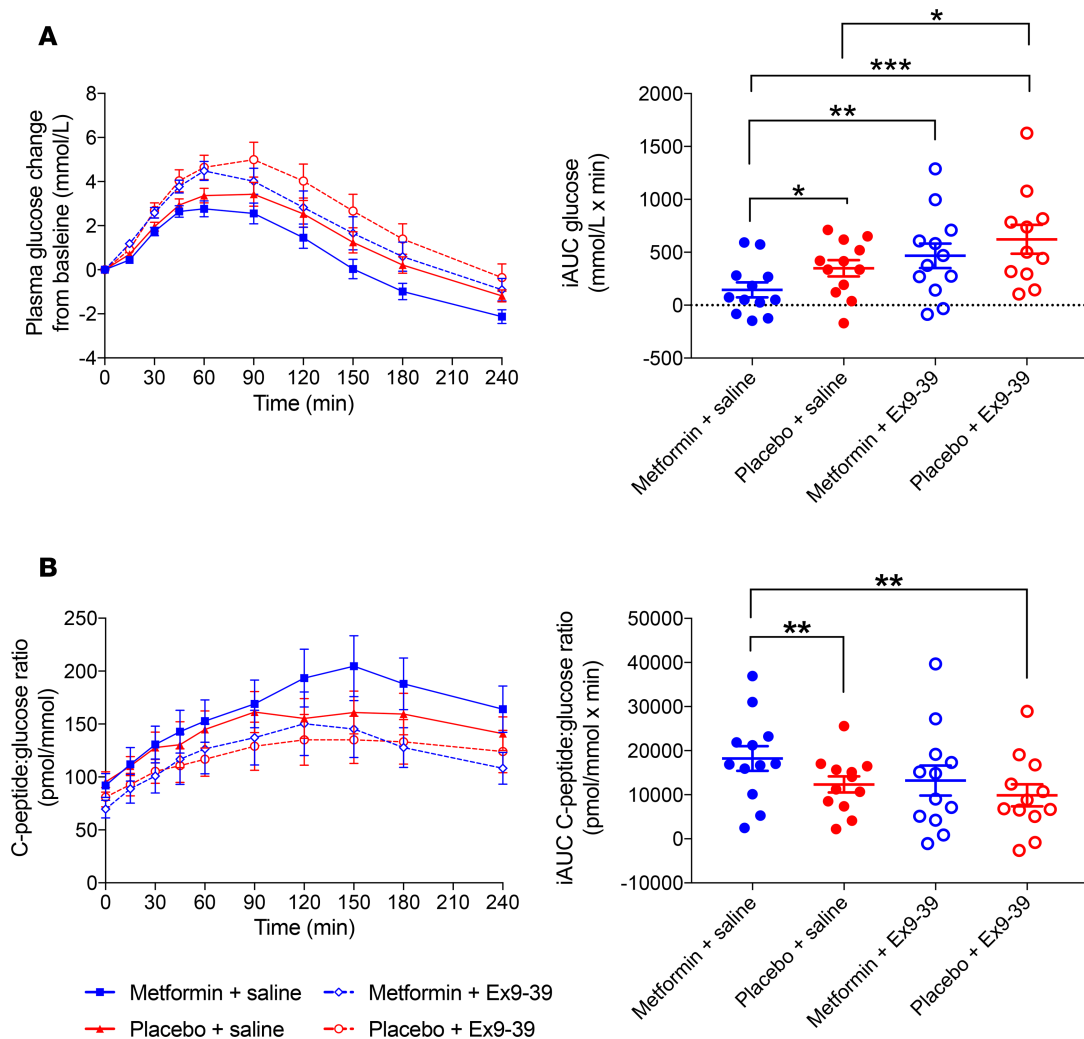 A
Plasma glucose change
from basleine (mmol/L)
8
6
4
2
0
-2
-4
0 30 60 90 120 150 180 210 240
Time (min)
*
***
**
*
iAUC glucose
(mmol/L x min)
2000
1500
1000
500
0
-500
Metformin + saline
Placebo + saline
Metformin + Ex9-39
Placebo + Ex9-39
B
C-peptide:glucose ratio
(pmol/mmol)
250
200
150
100
50
0
0 30 60 90 120 150 180 210 240
Time (min)
**
**
iAUC C-peptide:glucose ratio
(pmol/mmol x min)
50000
40000
30000
20000
10000
0
-10000
Metformin + saline
Placebo + saline
Metformin + Ex9-39
Placebo + Ex9-39
Metformin + saline
Metformin + Ex9-39
Placebo + saline
Placebo + Ex9-39